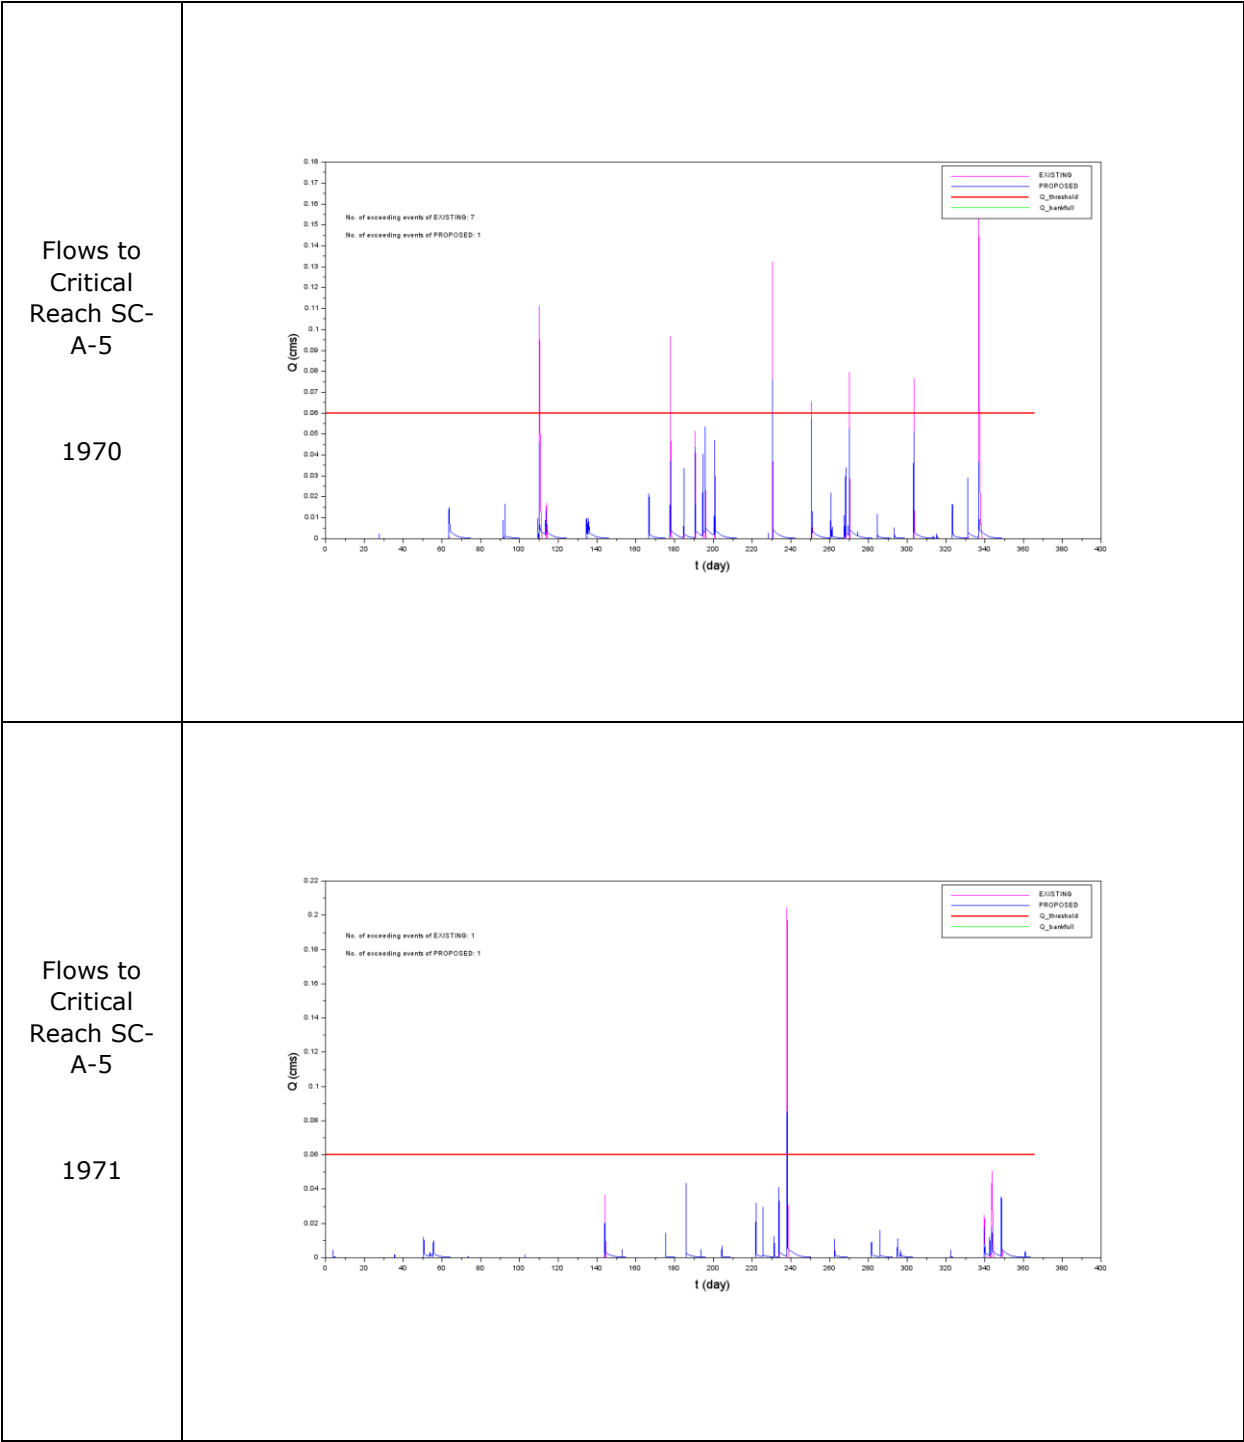 Flows to
Critical
Reach SC-
A-5
1970
0.18
0.17
0.16
0.15
0.14
0.13
0.12
0.11
0.1
0.09
0.08
0.07
0.06
0.05
0.04
0.03
0.02
0.01
0
Q (cms)
No. of exceeding events of EXISTING: 7
No. of exceeding events of PROPOSED: 1
EXISTING
PROPOSED
Q_threshold
Q_bankfull
0 20 40 60 80 100 120 140 160 180 200 220 240 260 280 300 320 340 360 380 400
t (day)
Flows to
Critical
Reach SC-
A-5
1971
0.22
0.2
0.18
0.16
0.14
0.12
0.1
0.08
0.06
0.04
0.02
0
Q (cms)
No. of exceeding events of EXISTING: 1
No. of exceeding events of PROPOSED: 1
EXISTING
PROPOSED
Q_threshold
Q_bankfull
0 20 40 60 80 100 120 140 160 180 200 220 240 260 280 300 320 340 360 380 400
t (day)